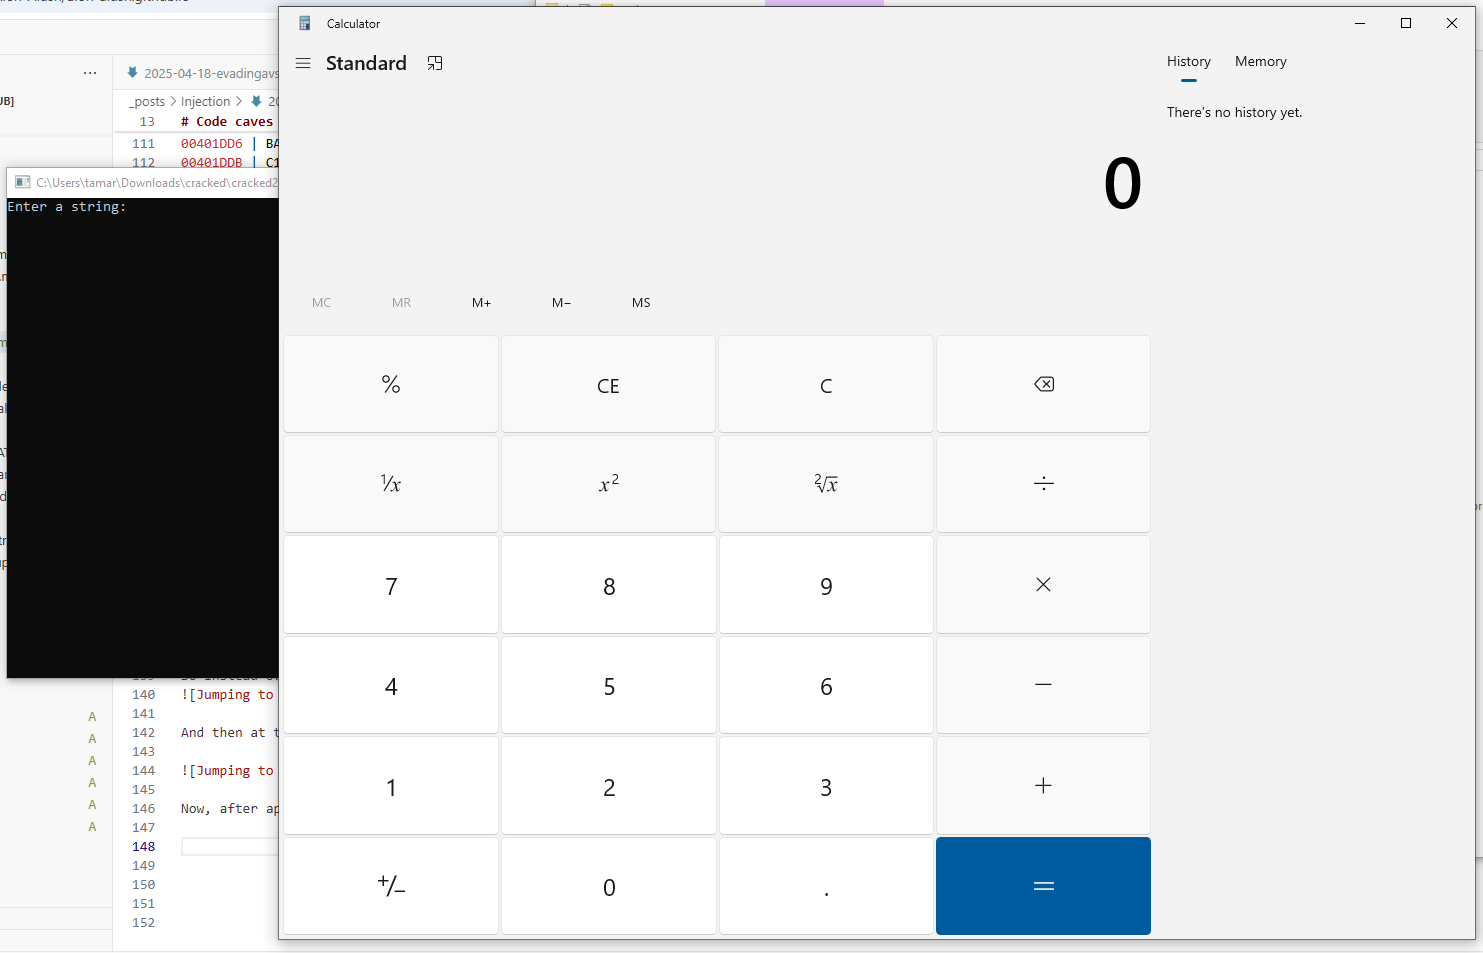 Calculator
Standard
History Memory
There's no history yet.
0
MC MR M+ M− MS
% CE C
⅟x x² ²√x ÷
7 8 9 ×
4 5 6 −
1 2 3 +
+/− 0 . =
...
UB]
2025-04-18-evadingavs
_posts > Injection > 20
13 # Code caves
111 00401DD6 | BA
112 00401DDB | C1
C:\Users\tamar\Downloads\cracked\cracked2
Enter a string:
140 ![Jumping to
141
142 And then at t
143
144 ![Jumping to
145
146 Now, after ap
147
148
149
150
151
152
A
A
A
A
A
A